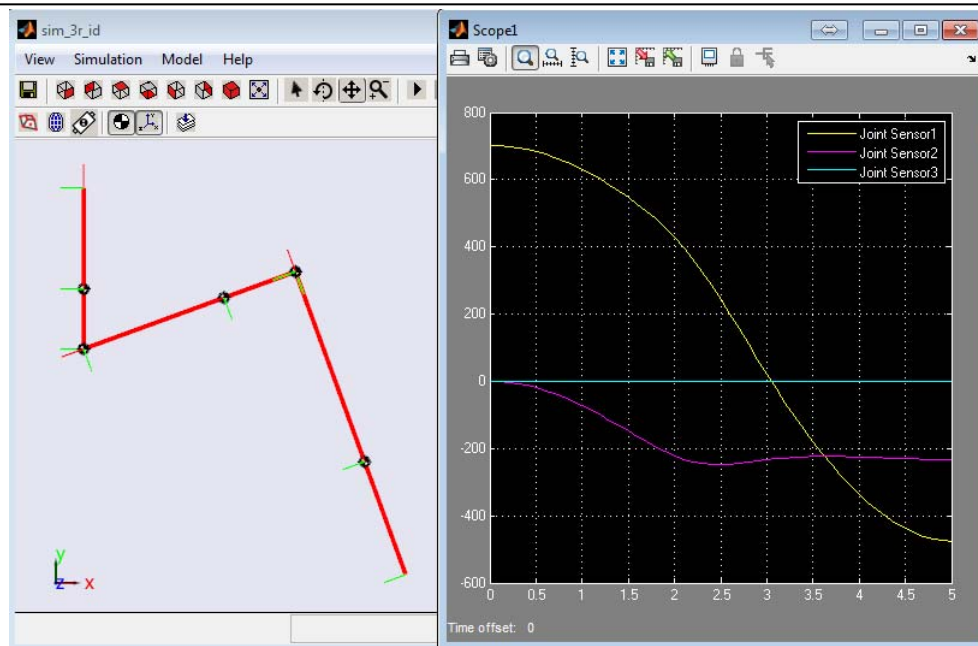 sim_3r_id
View Simulation Model Help
y
z x
Scope1
800
600
400
200
0
-200
-400
-600
0 0.5 1 1.5 2 2.5 3 3.5 4 4.5 5
Joint Sensor1
Joint Sensor2
Joint Sensor3
Time offset: 0